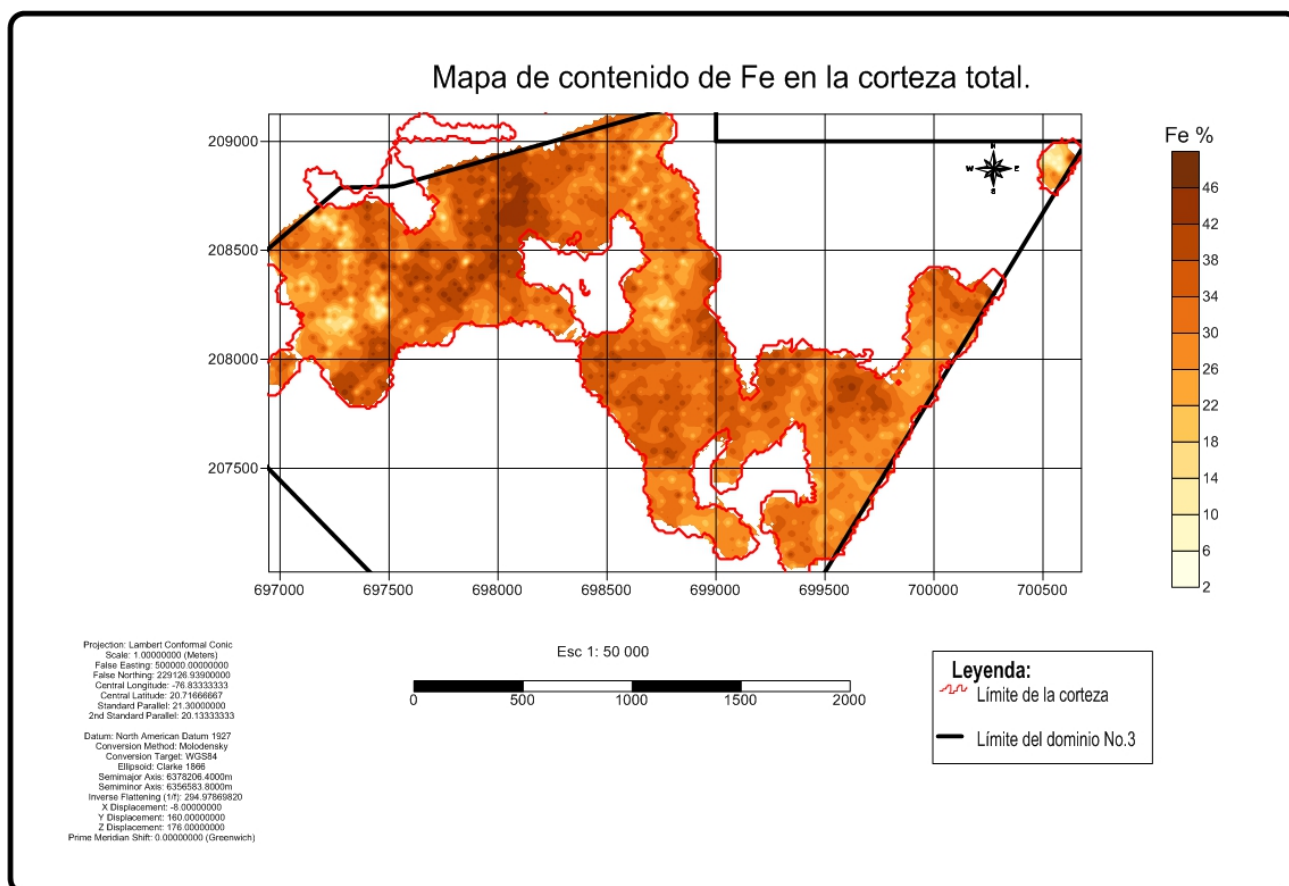 Mapa de contenido de Fe en la corteza total.
Fe %
209000
208500
208000
207500
N
W E
S
46
42
38
34
30
26
22
18
14
10
6
2
697000 697500 698000 698500 699000 699500 700000 700500
Projection: Lambert Conformal Conic
Scale: 1.00000000 (Meters)
False Easting: 500000.00000000
False Northing: 229126.93900000
Central Longitude: -76.83333333
Central Latitude: 20.71666667
Standard Parallel: 21.30000000
2nd Standard Parallel: 20.13333333
Datum: North American Datum 1927
Conversion Method: Molodensky
Conversion Target: WGS84
Ellipsoid: Clarke 1866
Semimajor Axis: 6378206.4000m
Semiminor Axis: 6356583.8000m
Inverse Flattening (1/f): 294.97869820
X Displacement: -8.00000000
Y Displacement: 160.00000000
Z Displacement: 176.00000000
Prime Meridian Shift: 0.00000000 (Greenwich)
Esc 1: 50 000
0 500 1000 1500 2000
Leyenda:
Límite de la corteza
Límite del dominio No.3